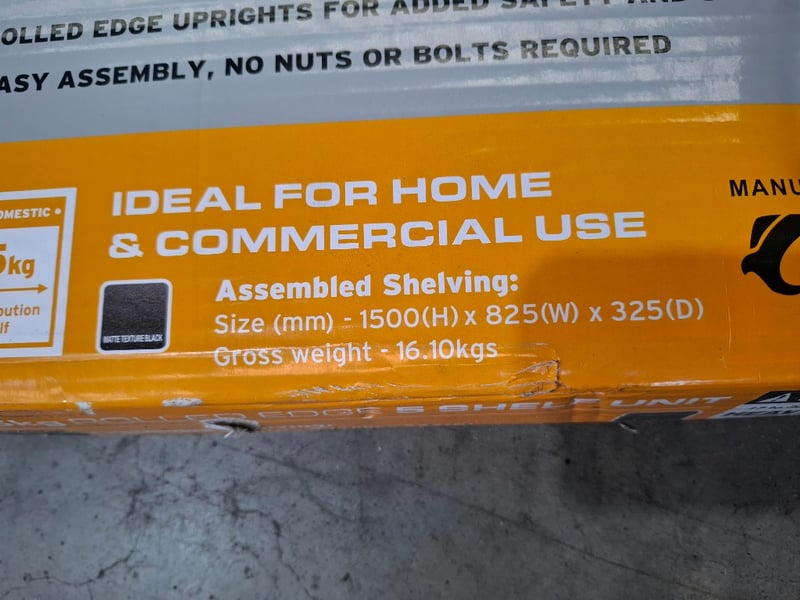 OLLED EDGE UPRIGHTS FOR ADDED SAFETY AND
ASY ASSEMBLY, NO NUTS OR BOLTS REQUIRED
IDEAL FOR HOME
& COMMERCIAL USE
MANU
OMESTIC •
5kg
bution
lf
MATTE TEXTURE BLACK
Assembled Shelving:
Size (mm) - 1500(H) x 825(W) x 325(D)
Gross weight - 16.10kgs
kg ROLLED EDGE 5 SHELF UNIT